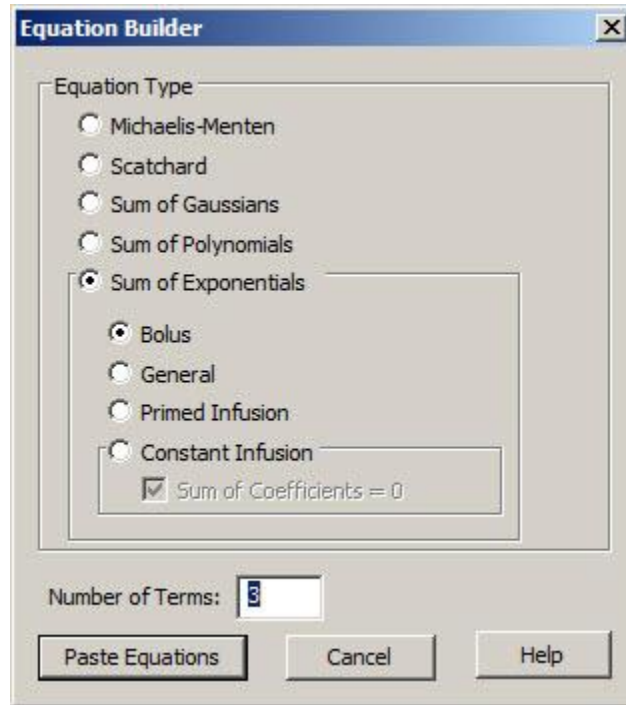 Equation Builder
Equation Type
Michaelis-Menten
Scatchard
Sum of Gaussians
Sum of Polynomials
Sum of Exponentials
Bolus
General
Primed Infusion
Constant Infusion
Sum of Coefficients = 0
Number of Terms: 3
Paste Equations Cancel Help